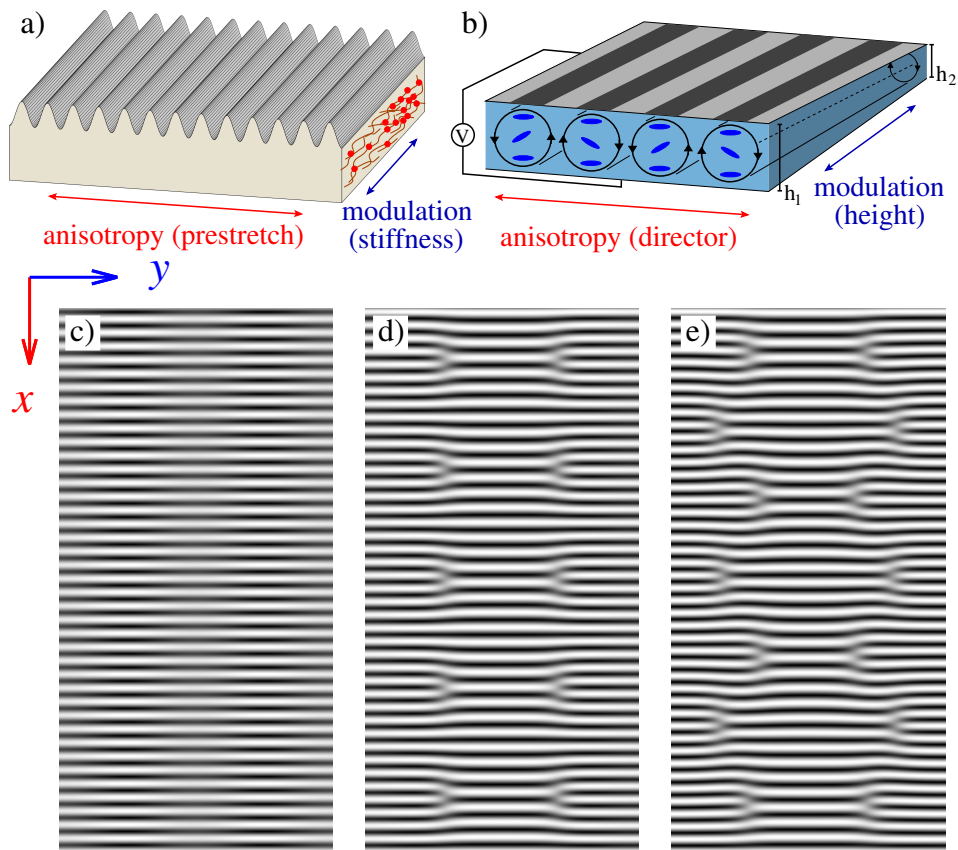 a)
b)
V
h2
h1
modulation
(stiffness)
anisotropy (prestretch)
modulation
(height)
anisotropy (director)
y
x
c)
d)
e)